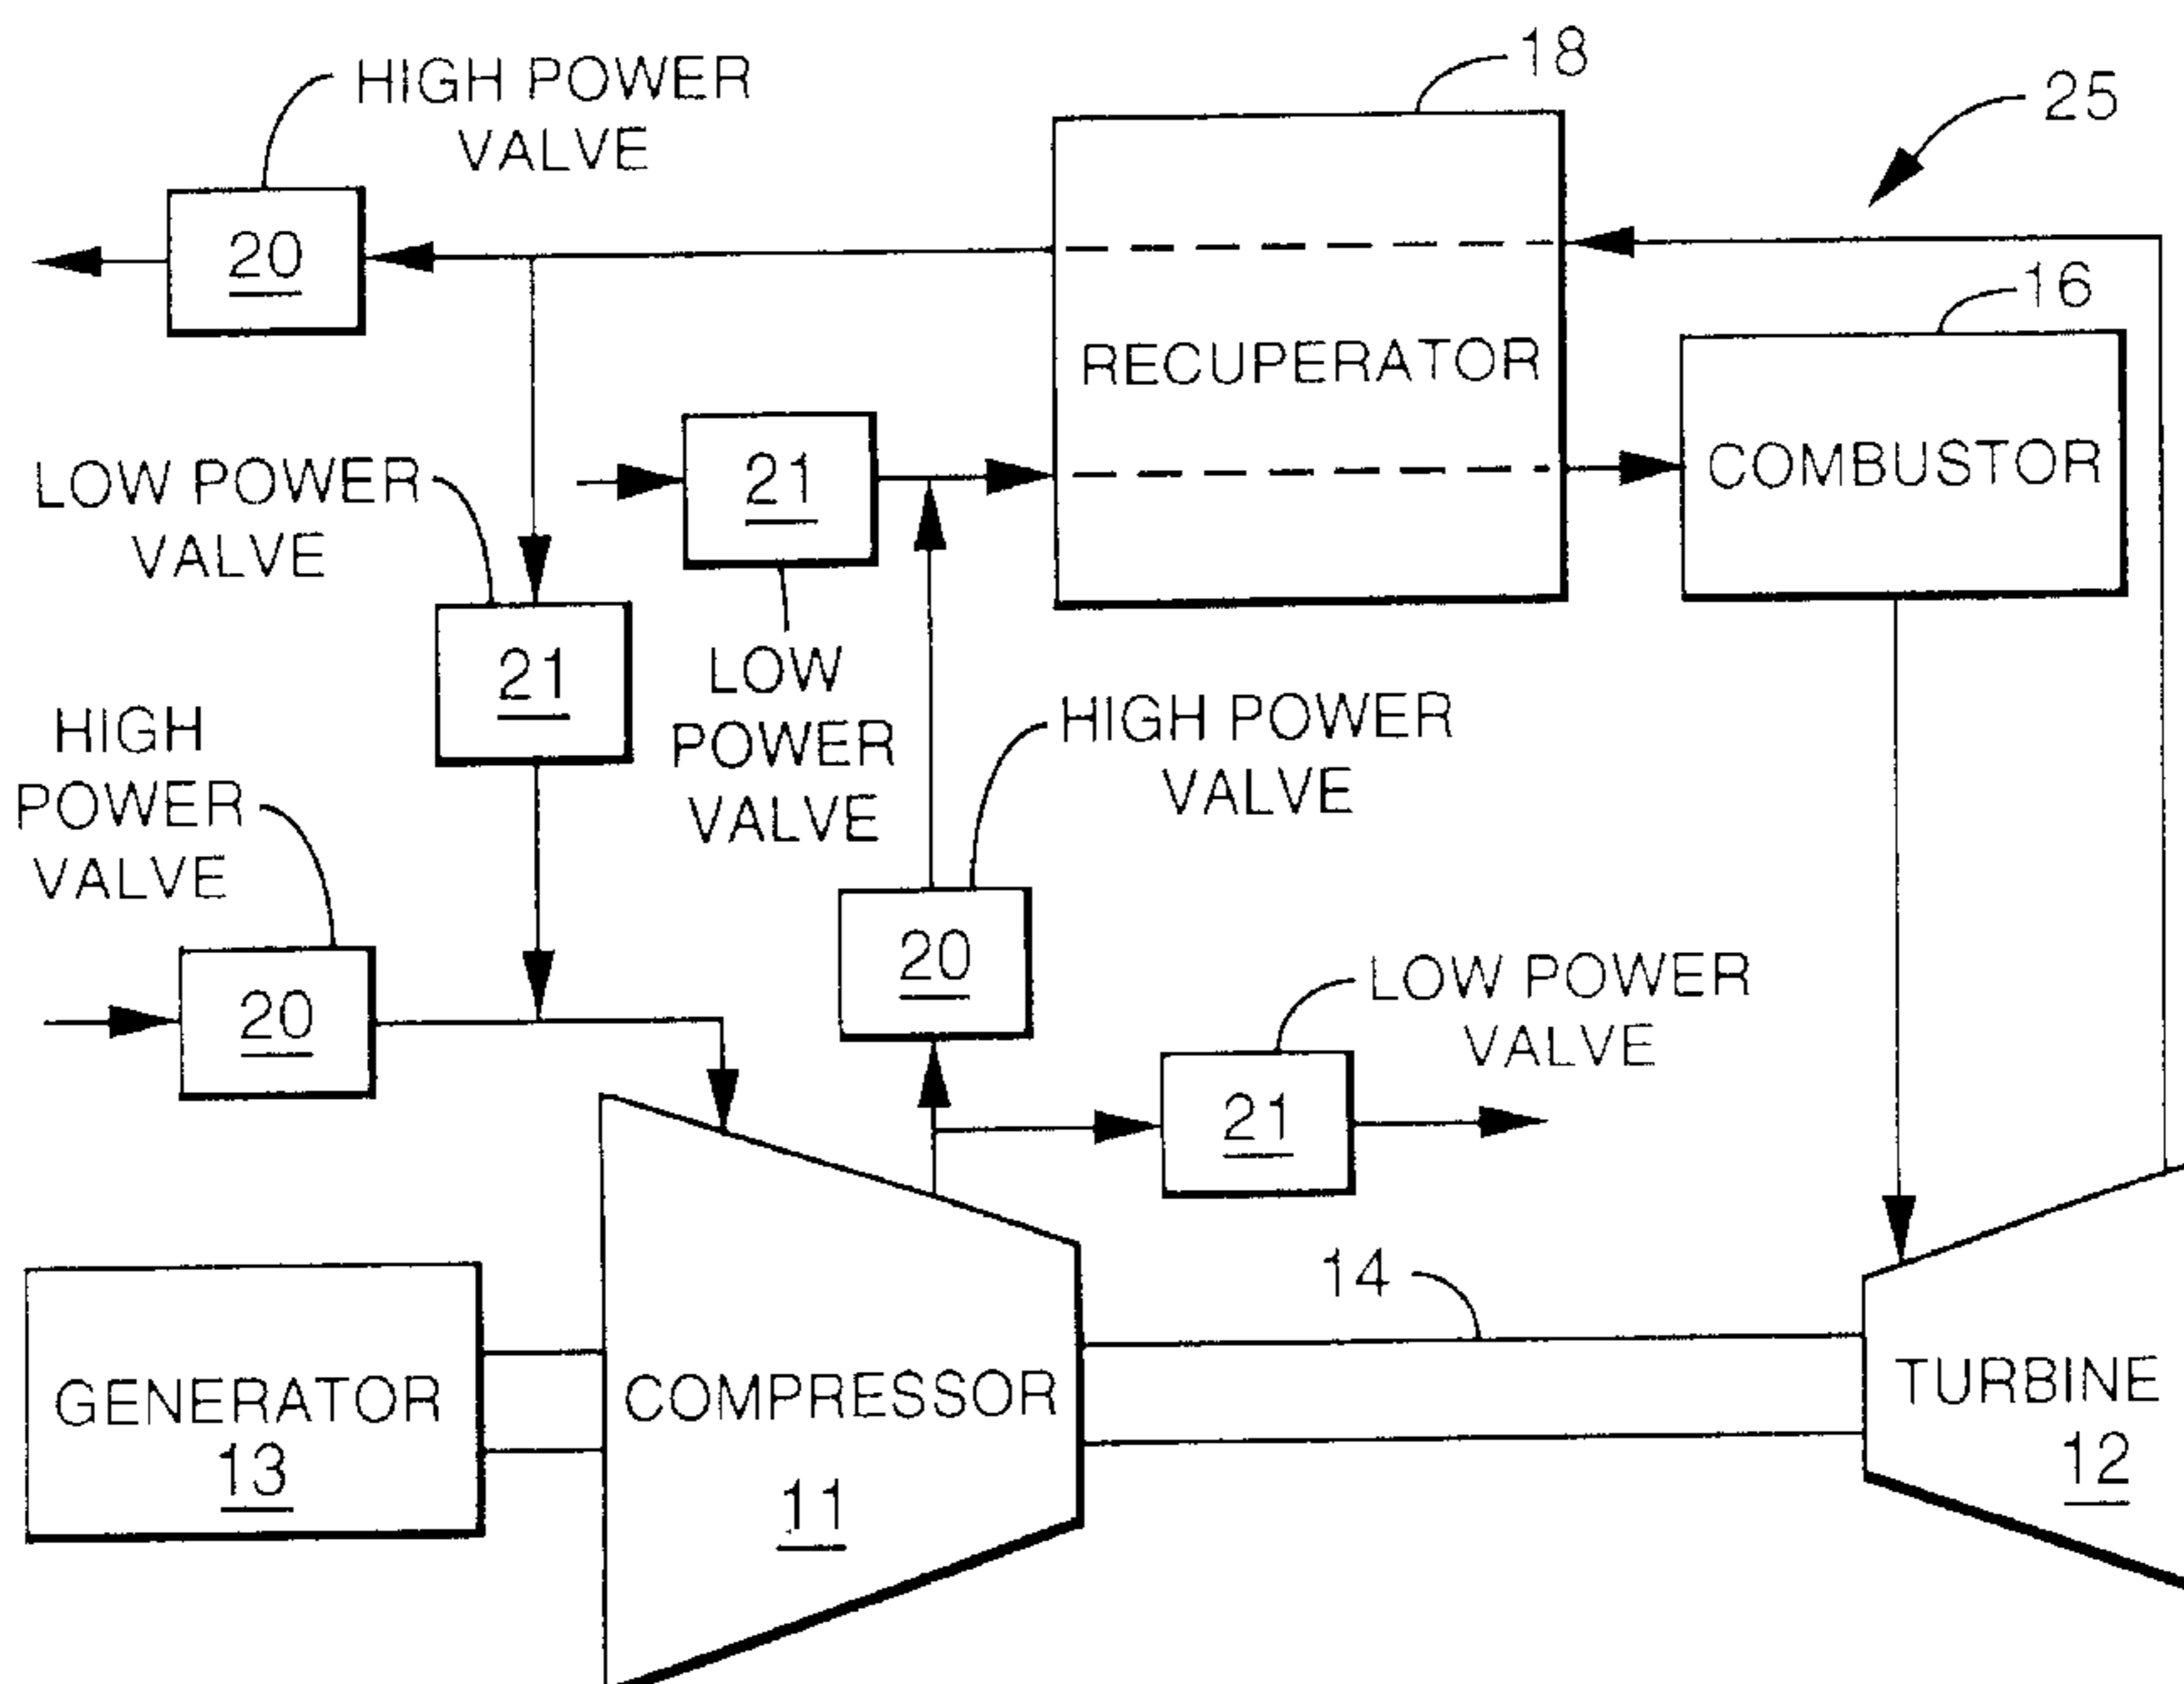 18
HIGH POWER
VALVE
25
20
16
RECUPERATOR
21
COMBUSTOR
LOW POWER
VALVE
21
LOW
POWER
VALVE
HIGH POWER
VALVE
HIGH
POWER
VALVE
20
LOW POWER
VALVE
20
21
14
GENERATOR
13
COMPRESSOR
11
TURBINE
12